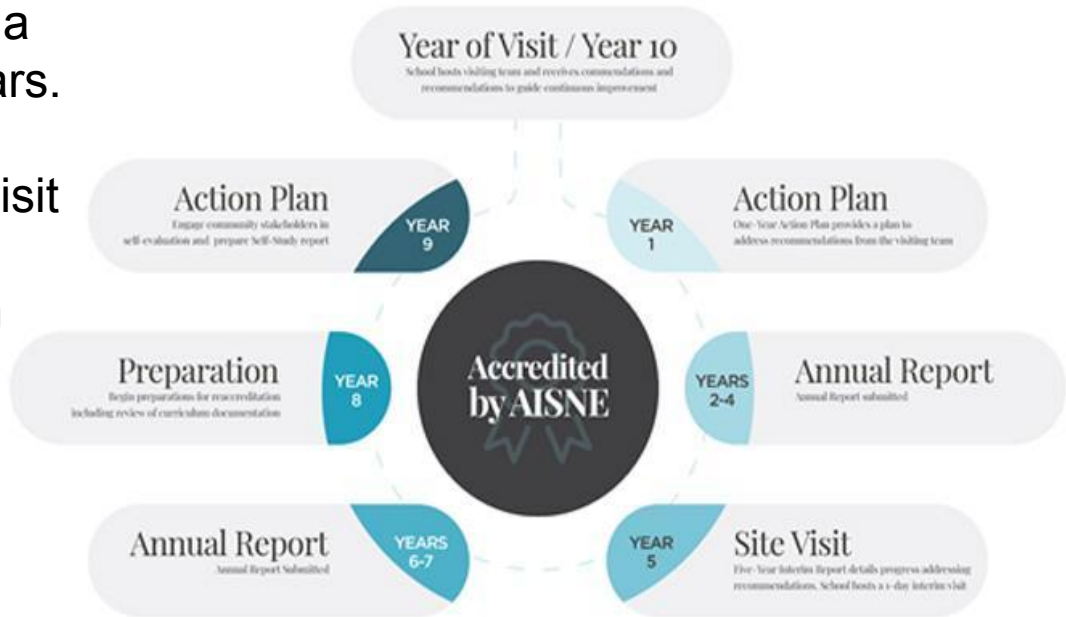 a
ars.
isit
Year of Visit / Year 10
School hosts visiting team and receives commendations and
recommendations to guide continuous improvement
Action Plan
Engage community stakeholders in
self-evaluation and prepare Self-Study report
YEAR
9
YEAR
1
Action Plan
One-Year Action Plan provides a plan to
address recommendations from the visiting team
Preparation
Begin preparations for reaccreditation
including review of curriculum documentation
YEAR
8
Accredited
by AISNE
YEARS
2-4
Annual Report
Annual Report submitted
Annual Report
Annual Report Submitted
YEARS
6-7
YEAR
5
Site Visit
Five-Year Interim Report details progress addressing
recommendations. School hosts a 1-day interim visit